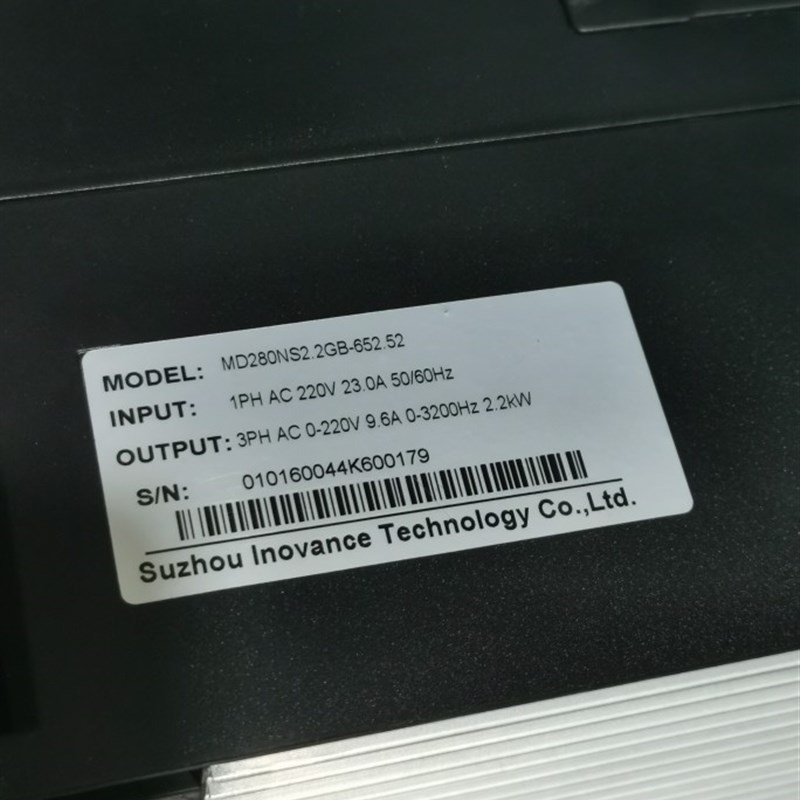 MODEL: MD280NS2.2GB-652.52
INPUT: 1PH AC 220V 23.0A 50/60Hz
OUTPUT: 3PH AC 0-220V 9.6A 0-3200Hz 2.2kW
S/N: 010160044K600179
Suzhou Inovance Technology Co.,Ltd.